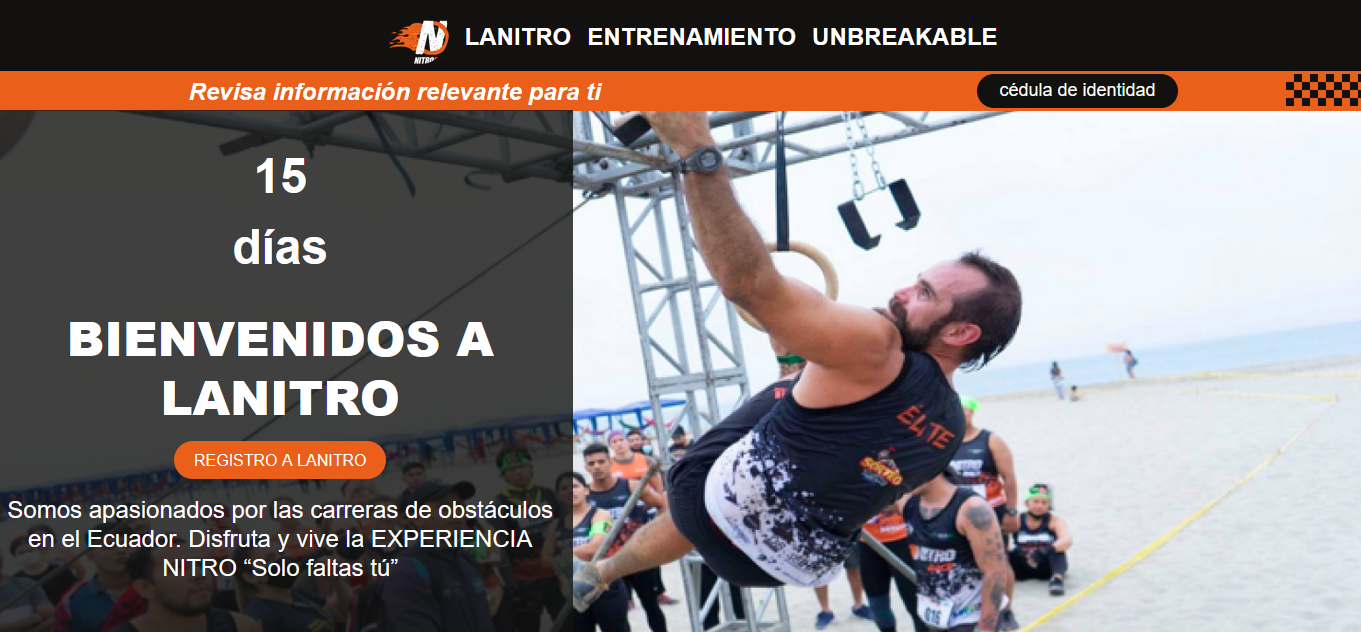 NITRO
LANITRO ENTRENAMIENTO UNBREAKABLE
Revisa información relevante para ti
cédula de identidad
15
días
BIENVENIDOS A
LANITRO
REGISTRO A LANITRO
Somos apasionados por las carreras de obstáculos
en el Ecuador. Disfruta y vive la EXPERIENCIA
NITRO “Solo faltas tú”
ÉLITE